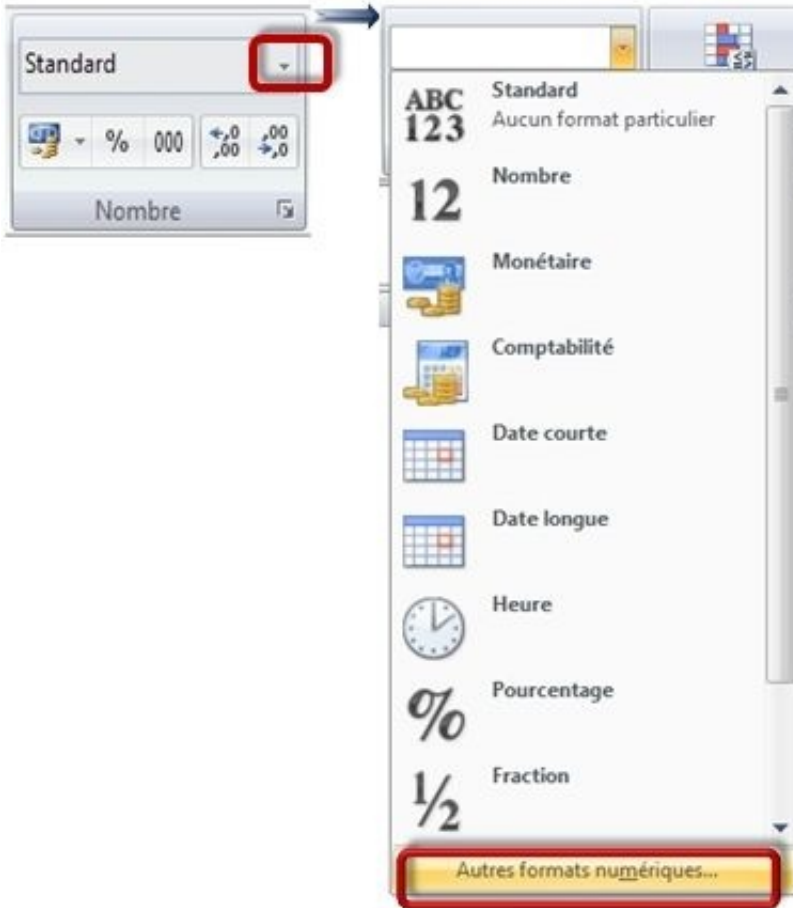 Standard
% 000 ,0 ,00 ,00 ,0
Nombre
ABC
123
Standard
Aucun format particulier
12
Nombre
Monétaire
Comptabilité
Date courte
Date longue
Heure
%
Pourcentage
1/2
Fraction
Autres formats numériques...